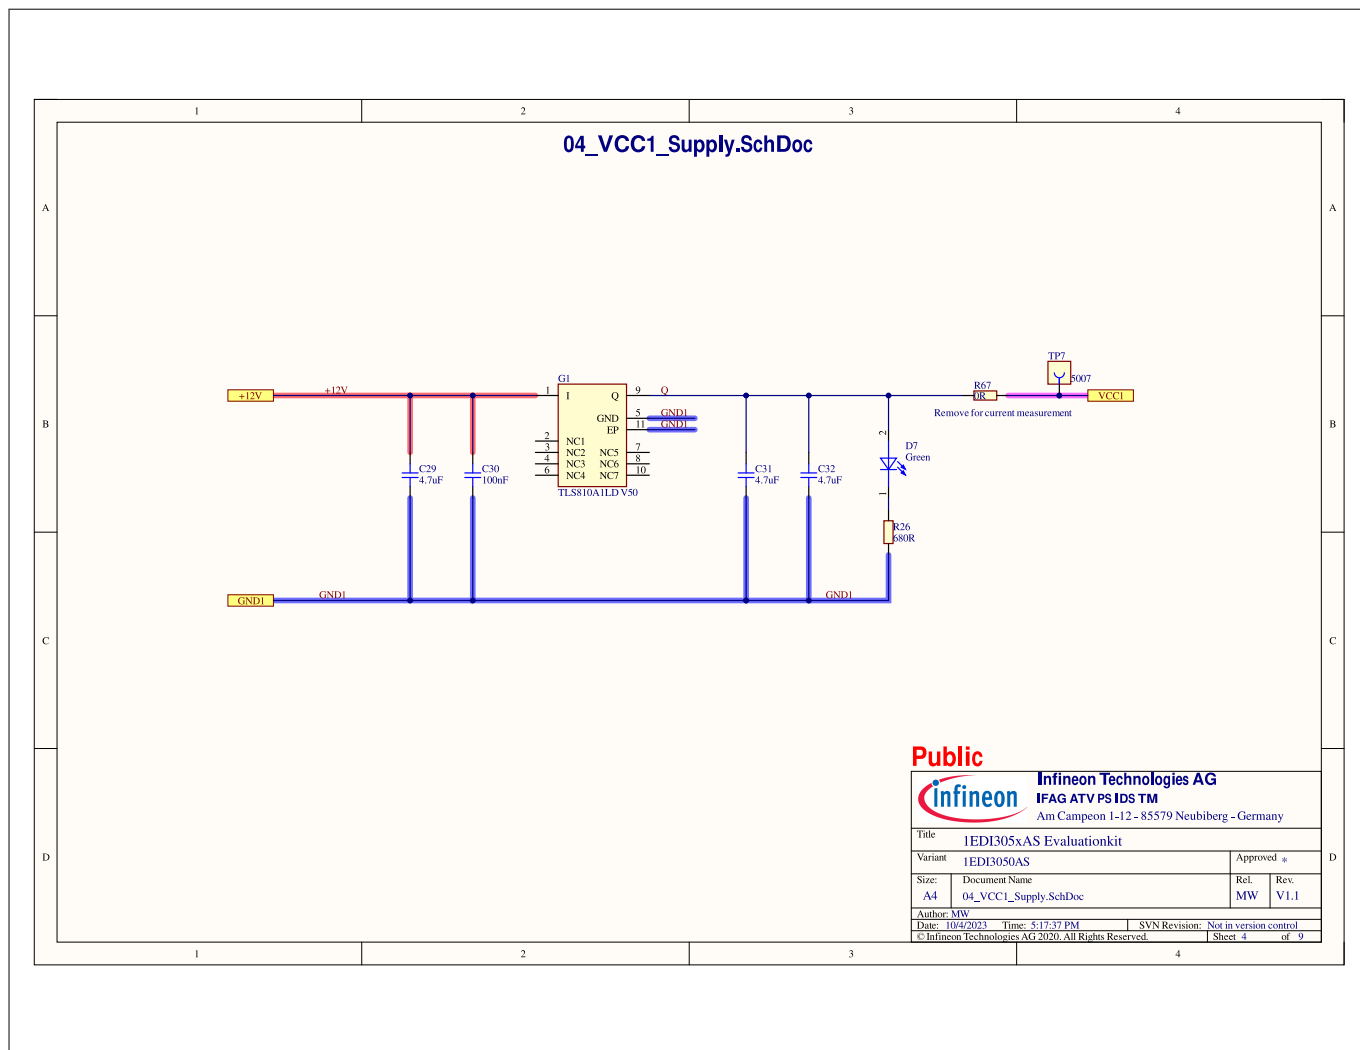 1 2 3 4
04_VCC1_Supply.SchDoc
A A
B B
C C
D D
+12V +12V
G1
1 I Q 9 Q
GND 5 GND1
EP 11 GND1
2 NC1
3 NC2 NC5 7
4 NC3 NC6 8
6 NC4 NC7 10
TLS810A1LD V50
C29
4.7uF
C30
100nF
C31
4.7uF
C32
4.7uF
2
D7
Green
1
R26
680R
R67
0R
Remove for current measurement
TP7
5007
VCC1
GND1 GND1 GND1
Public
infineon
Infineon Technologies AG
IFAG ATV PS IDS TM
Am Campeon 1-12 - 85579 Neubiberg - Germany
Title 1EDI305xAS Evaluationkit
Variant 1EDI3050AS Approved *
Size: Document Name Rel. Rev.
A4 04_VCC1_Supply.SchDoc MW V1.1
Author: MW
Date: 10/4/2023 Time: 5:17:37 PM SVN Revision: Not in version control
© Infineon Technologies AG 2020. All Rights Reserved. Sheet 4 of 9
1 2 3 4